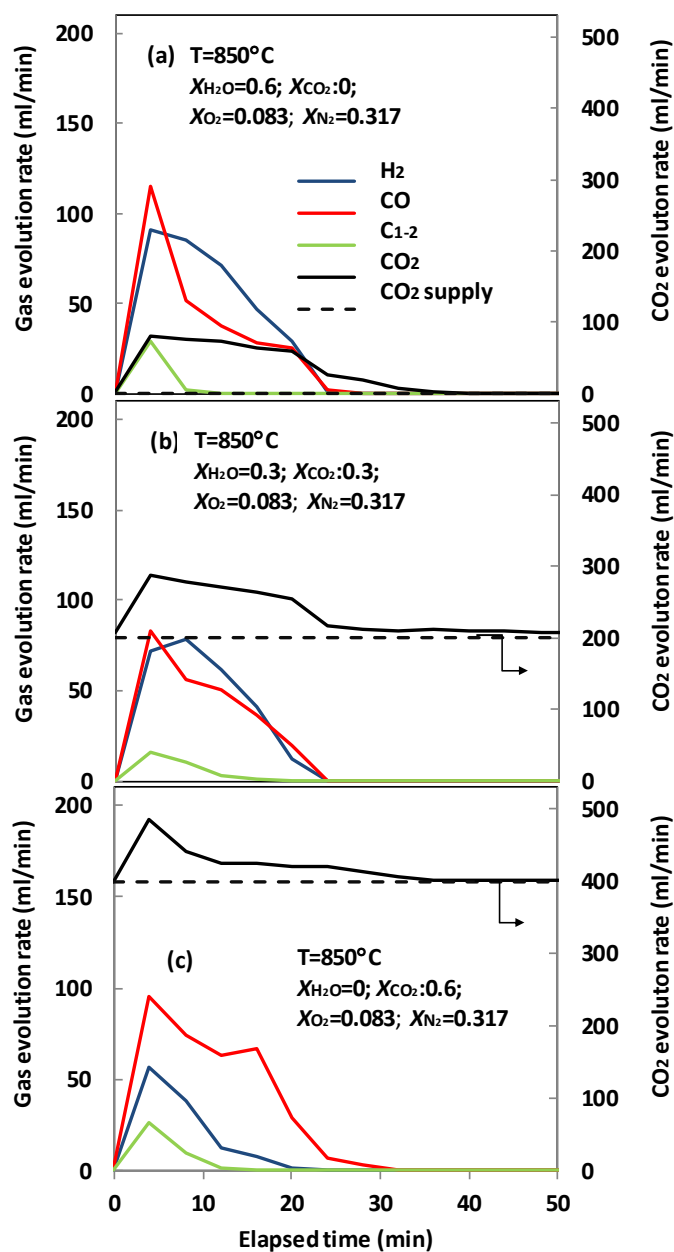 Gas evolution rate (ml/min)
200
150
100
50
0
(a) T=850°C
XH2O=0.6; XCO2:0;
XO2=0.083; XN2=0.317
H2
CO
C1-2
CO2
CO2 supply
500
400
300
200
100
0
CO2 evoluton rate (ml/min)
Gas evolution rate (ml/min)
200
150
100
50
0
(b) T=850°C
XH2O=0.3; XCO2:0.3;
XO2=0.083; XN2=0.317
500
400
300
200
100
0
CO2 evoluton rate (ml/min)
Gas evolution rate (ml/min)
200
150
100
50
0
(c) T=850°C
XH2O=0; XCO2:0.6;
XO2=0.083; XN2=0.317
500
400
300
200
100
0
CO2 evoluton rate (ml/min)
0 10 20 30 40 50
Elapsed time (min)